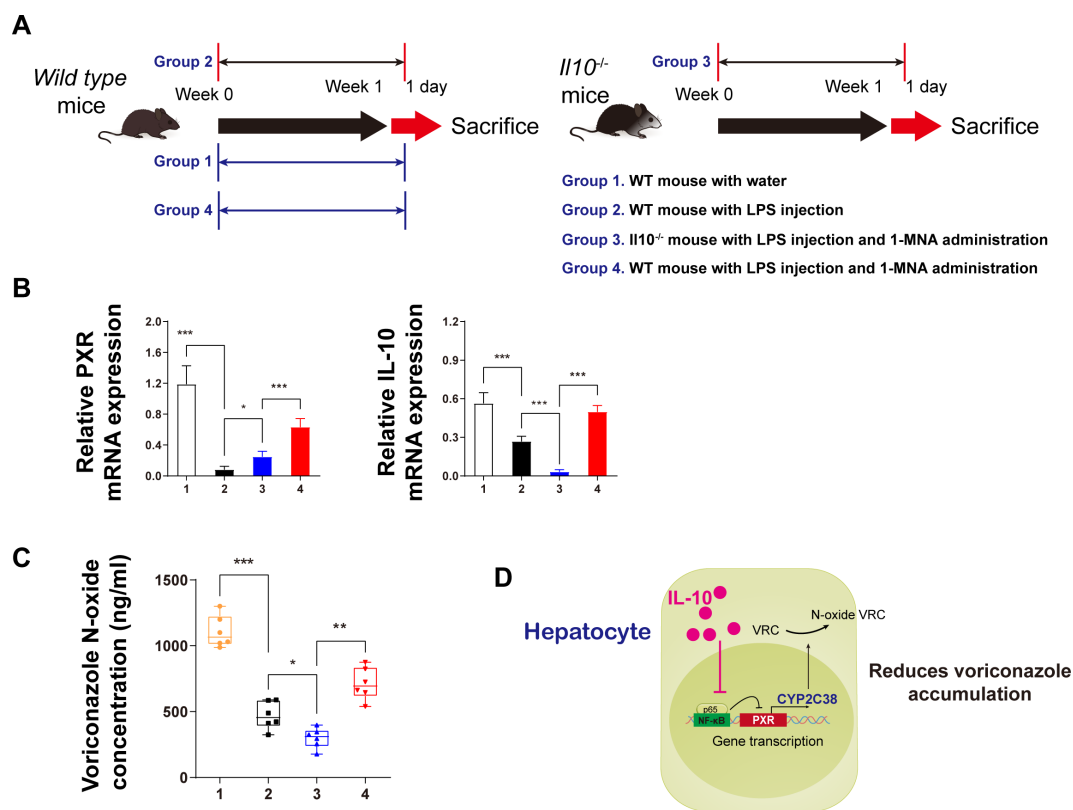 A
Wild type
mice
Group 2
Week 0
Week 1
1 day
Sacrifice
Group 1
Group 4
Il10-/-
mice
Group 3
Week 0
Week 1
1 day
Sacrifice
Group 1. WT mouse with water
Group 2. WT mouse with LPS injection
Group 3. Il10-/- mouse with LPS injection and 1-MNA administration
Group 4. WT mouse with LPS injection and 1-MNA administration
B
Relative PXR
mRNA expression
2.0
1.6
1.2
0.8
0.4
0.0
***
*
***
1 2 3 4
Relative IL-10
mRNA expression
1.2
0.9
0.6
0.3
0.0
***
***
***
1 2 3 4
C
Voriconazole N-oxide
concentration (ng/ml)
1500
1000
500
0
***
*
**
1 2 3 4
D
Hepatocyte
IL-10
VRC
N-oxide VRC
CYP2C38
p65
NF-κB
PXR
Gene transcription
Reduces voriconazole
accumulation